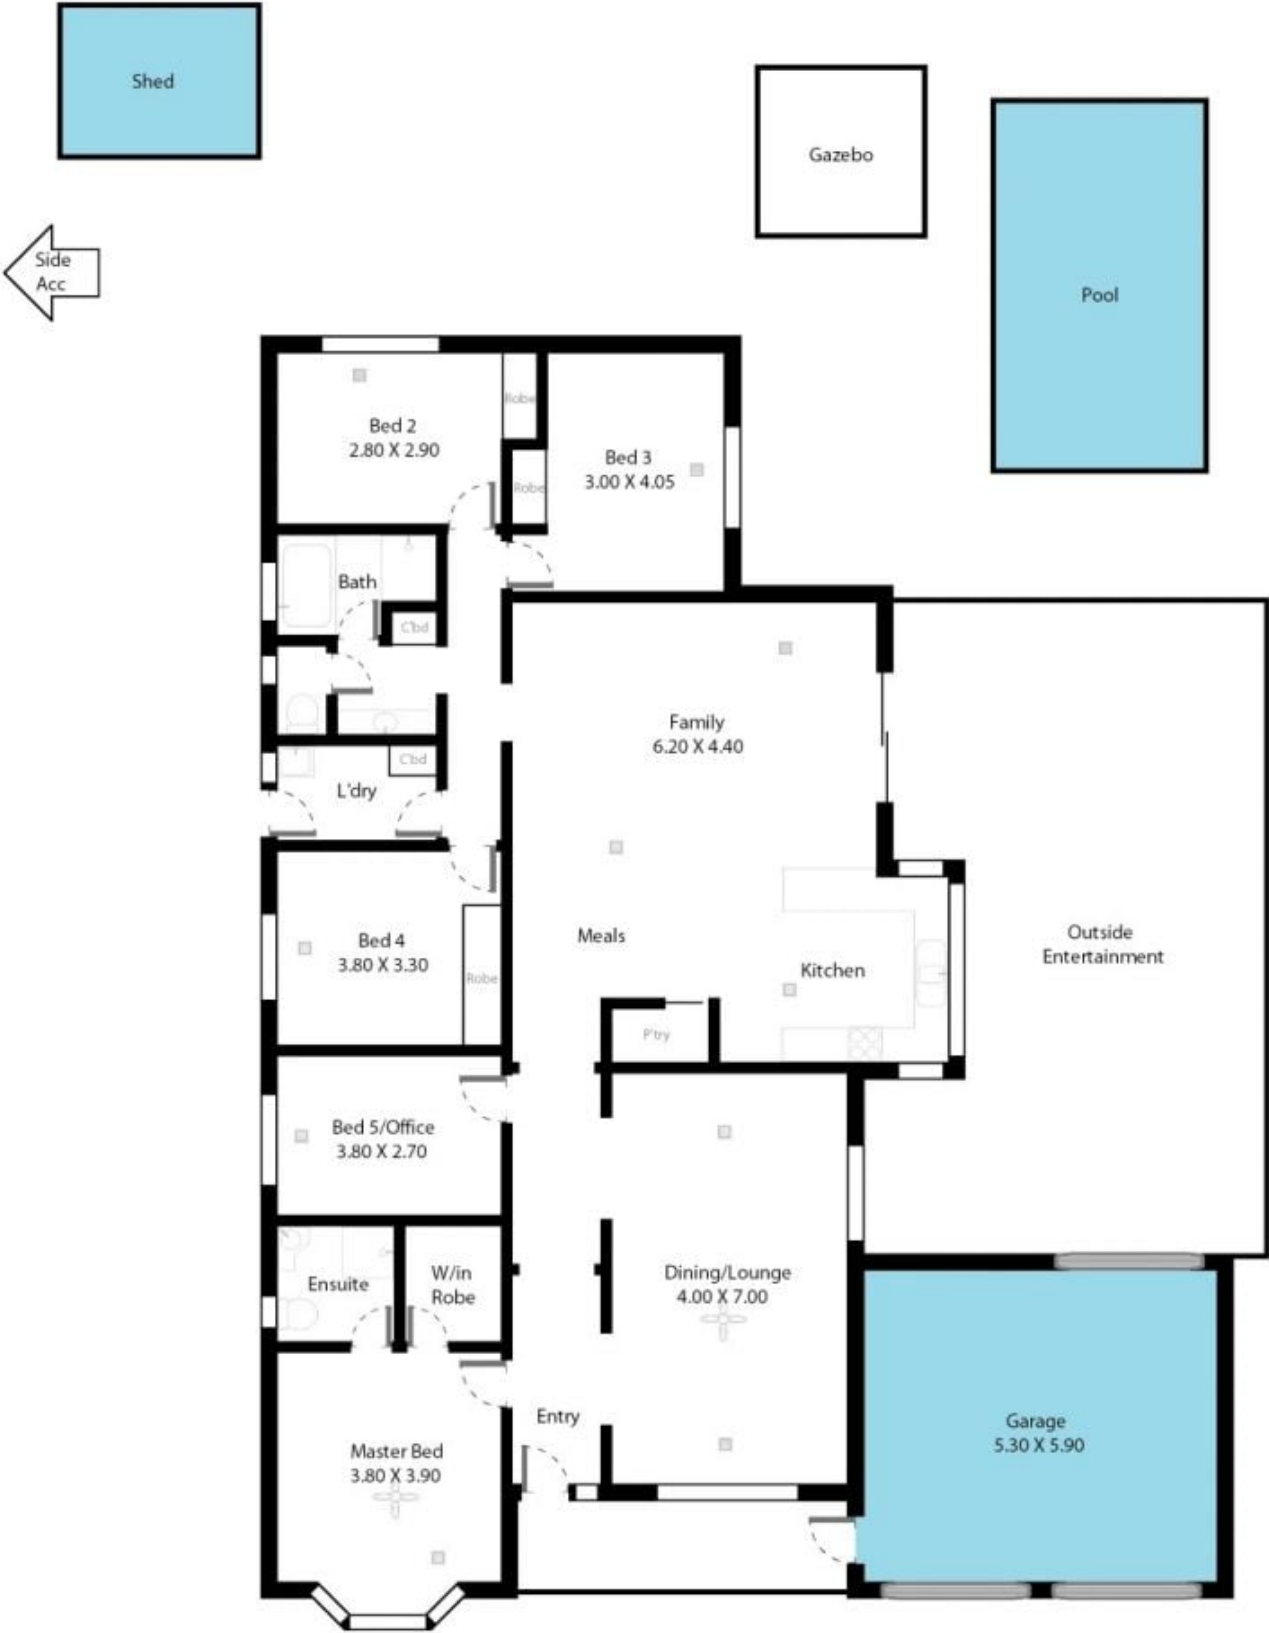 Shed
Gazebo
Side
Acc
Pool
Robe
Bed 2
2.80 X 2.90
Bed 3
3.00 X 4.05
Robe
Bath
C'bd
Family
6.20 X 4.40
C'bd
L'dry
Meals
Outside
Entertainment
Bed 4
3.80 X 3.30
Kitchen
Robe
P'try
Bed 5/Office
3.80 X 2.70
Ensuite
W/in
Robe
Dining/Lounge
4.00 X 7.00
Entry
Garage
5.30 X 5.90
Master Bed
3.80 X 3.90